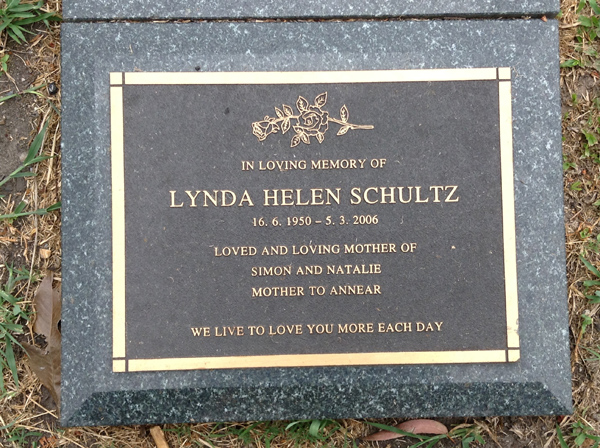 IN LOVING MEMORY OF
LYNDA HELEN SCHULTZ
16. 6. 1950 – 5. 3. 2006
LOVED AND LOVING MOTHER OF
SIMON AND NATALIE
MOTHER TO ANNEAR
WE LIVE TO LOVE YOU MORE EACH DAY